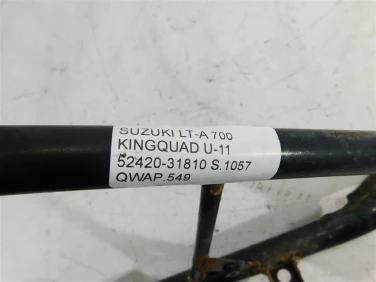 SUZUKI LT-A 700
KINGQUAD U-11
52420-31810 S.1057
QWAP.549